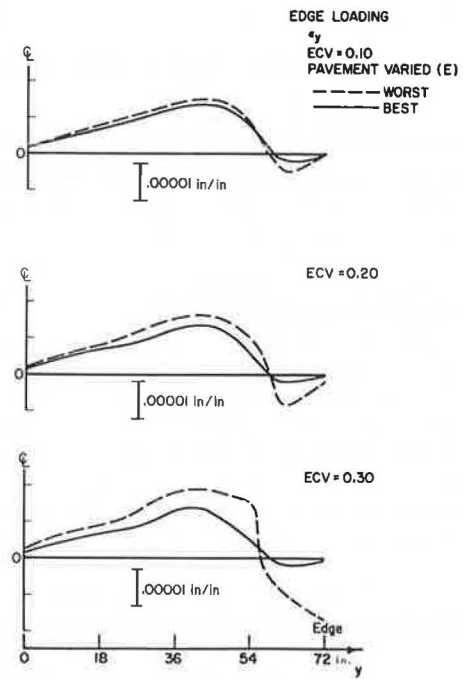 EDGE LOADING
εy
ECV = 0.10
PAVEMENT VARIED (E)
WORST
BEST
℄
0
.00001 in/in
℄
ECV = 0.20
0
.00001 in/in
℄
ECV = 0.30
0
.00001 in/in
Edge
0 18 36 54 72 in.
y